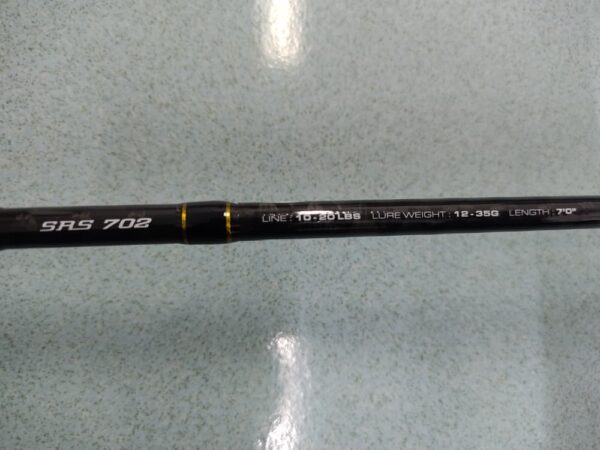 SRS 702 LINE : 10-20LBS LURE WEIGHT : 12-35G LENGTH : 7'0"